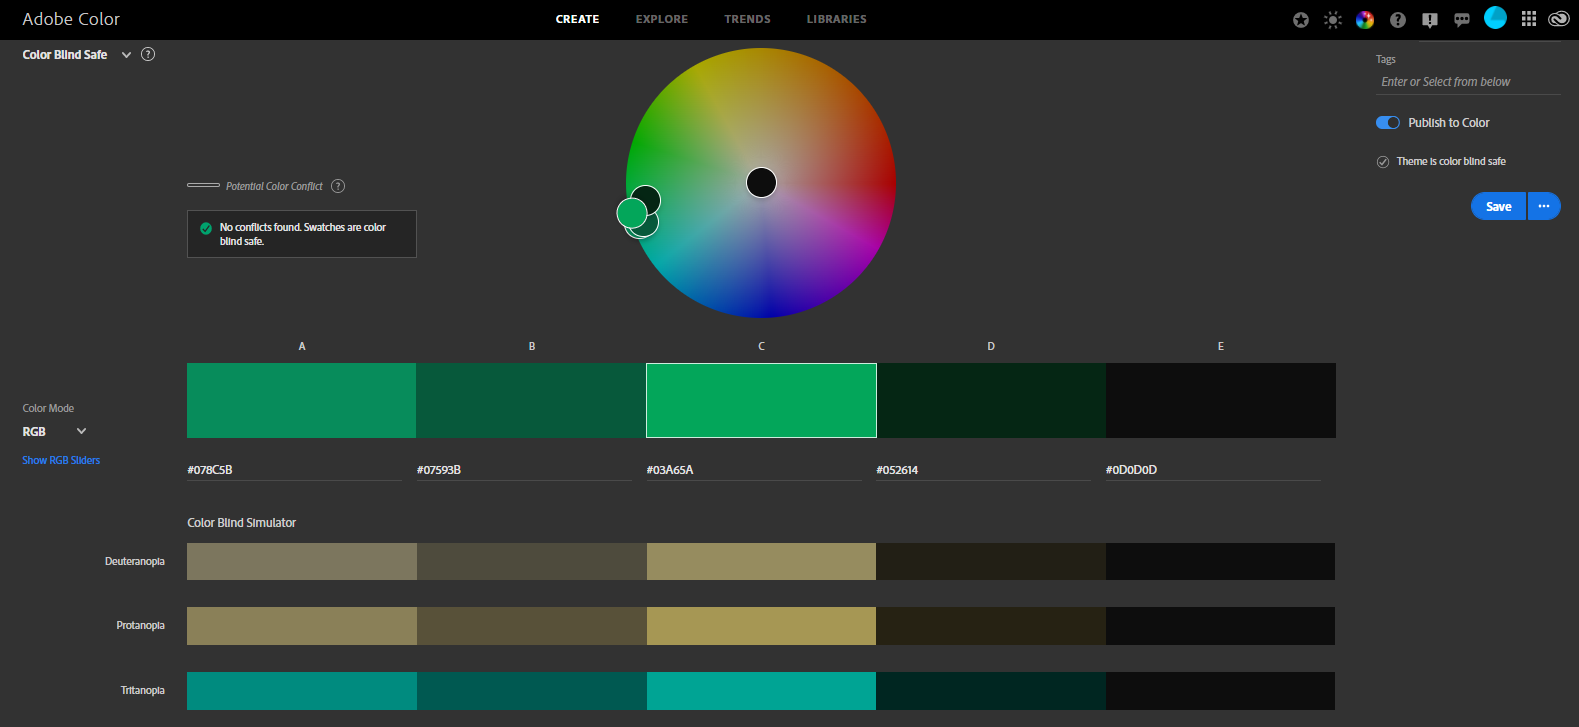 Adobe Color
CREATE
EXPLORE
TRENDS
LIBRARIES
Color Blind Safe
Tags
Enter or Select from below
Publish to Color
Theme is color blind safe
Save
Potential Color Conflict
No conflicts found. Swatches are color
blind safe.
A
B
C
D
E
Color Mode
RGB
Show RGB Sliders
#078C5B
#07593B
#03A65A
#052614
#0D0D0D
Color Blind Simulator
Deuteranopia
Protanopia
Tritanopia